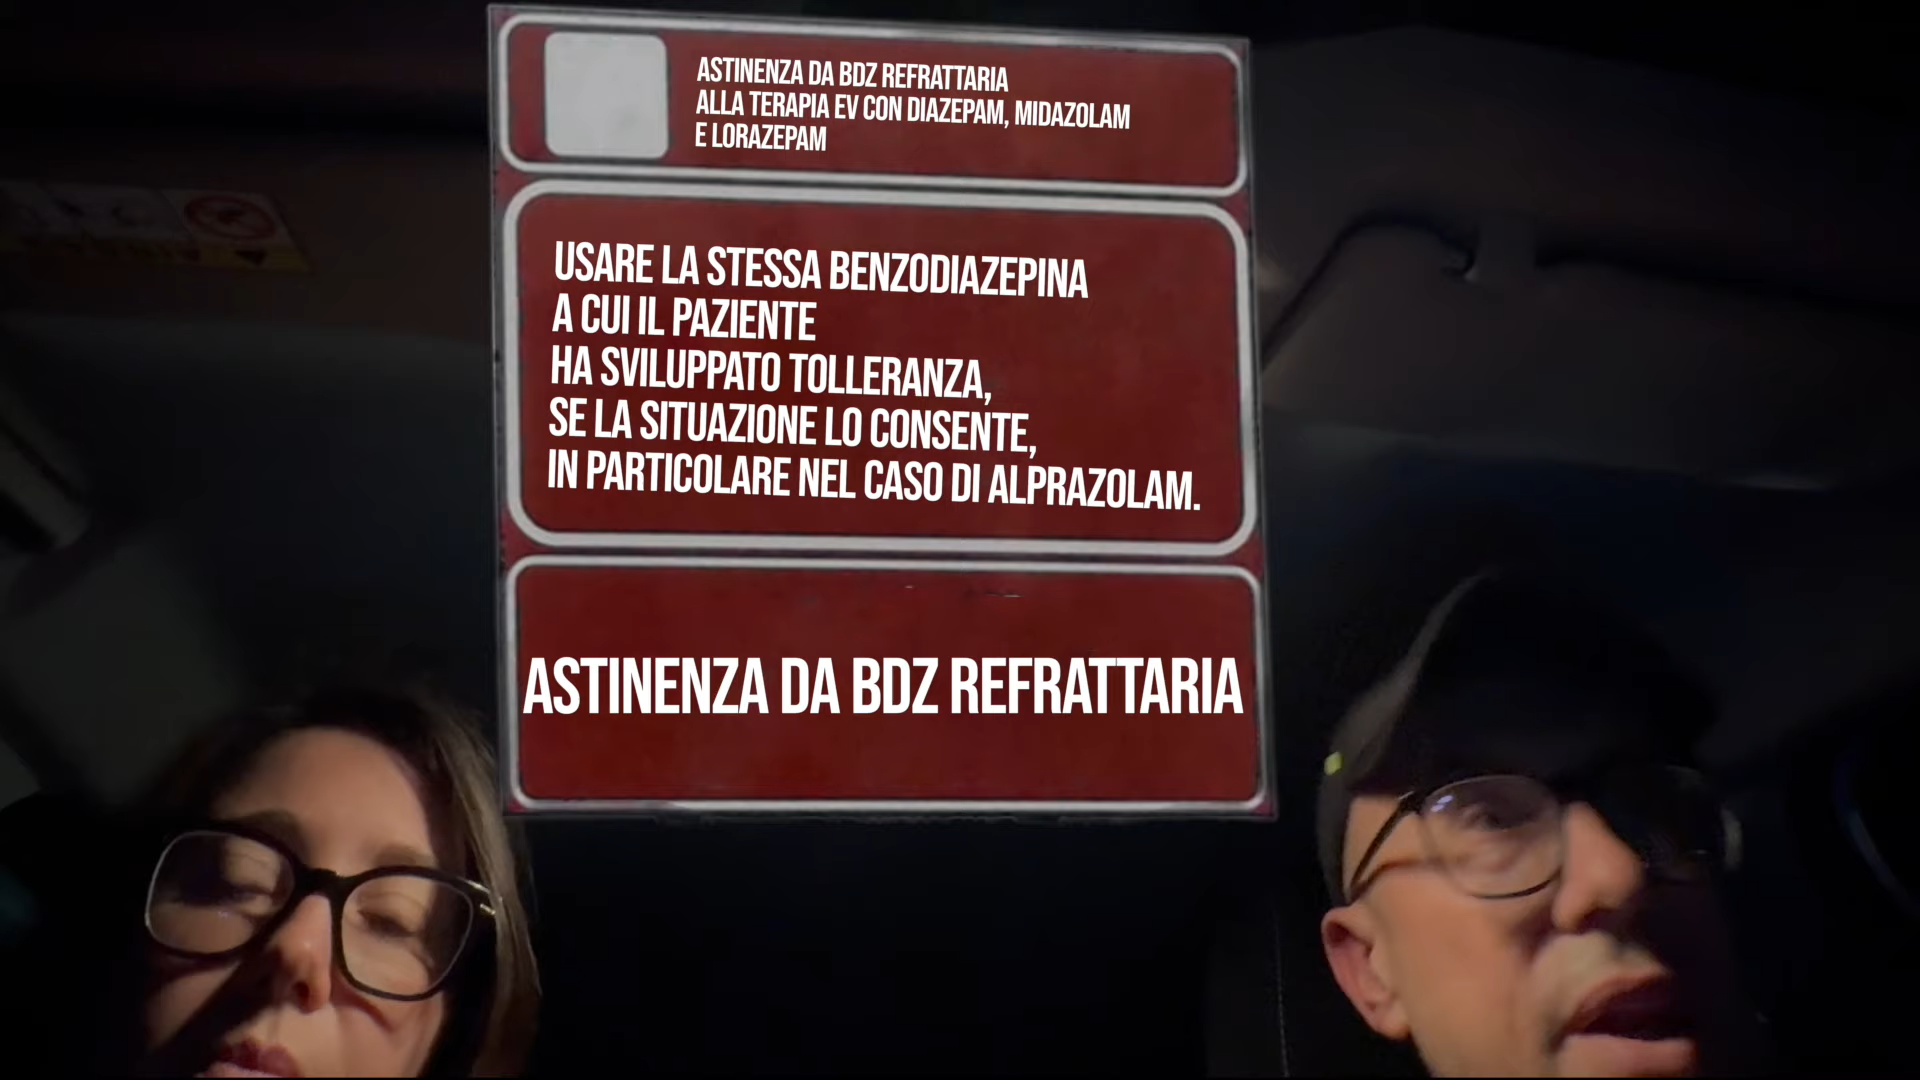 ASTINENZA DA BDZ REFRATTARIA
ALLA TERAPIA EV CON DIAZEPAM, MIDAZOLAM
E LORAZEPAM
USARE LA STESSA BENZODIAZEPINA
A CUI IL PAZIENTE
HA SVILUPPATO TOLLERANZA,
SE LA SITUAZIONE LO CONSENTE,
IN PARTICOLARE NEL CASO DI ALPRAZOLAM.
ASTINENZA DA BDZ REFRATTARIA